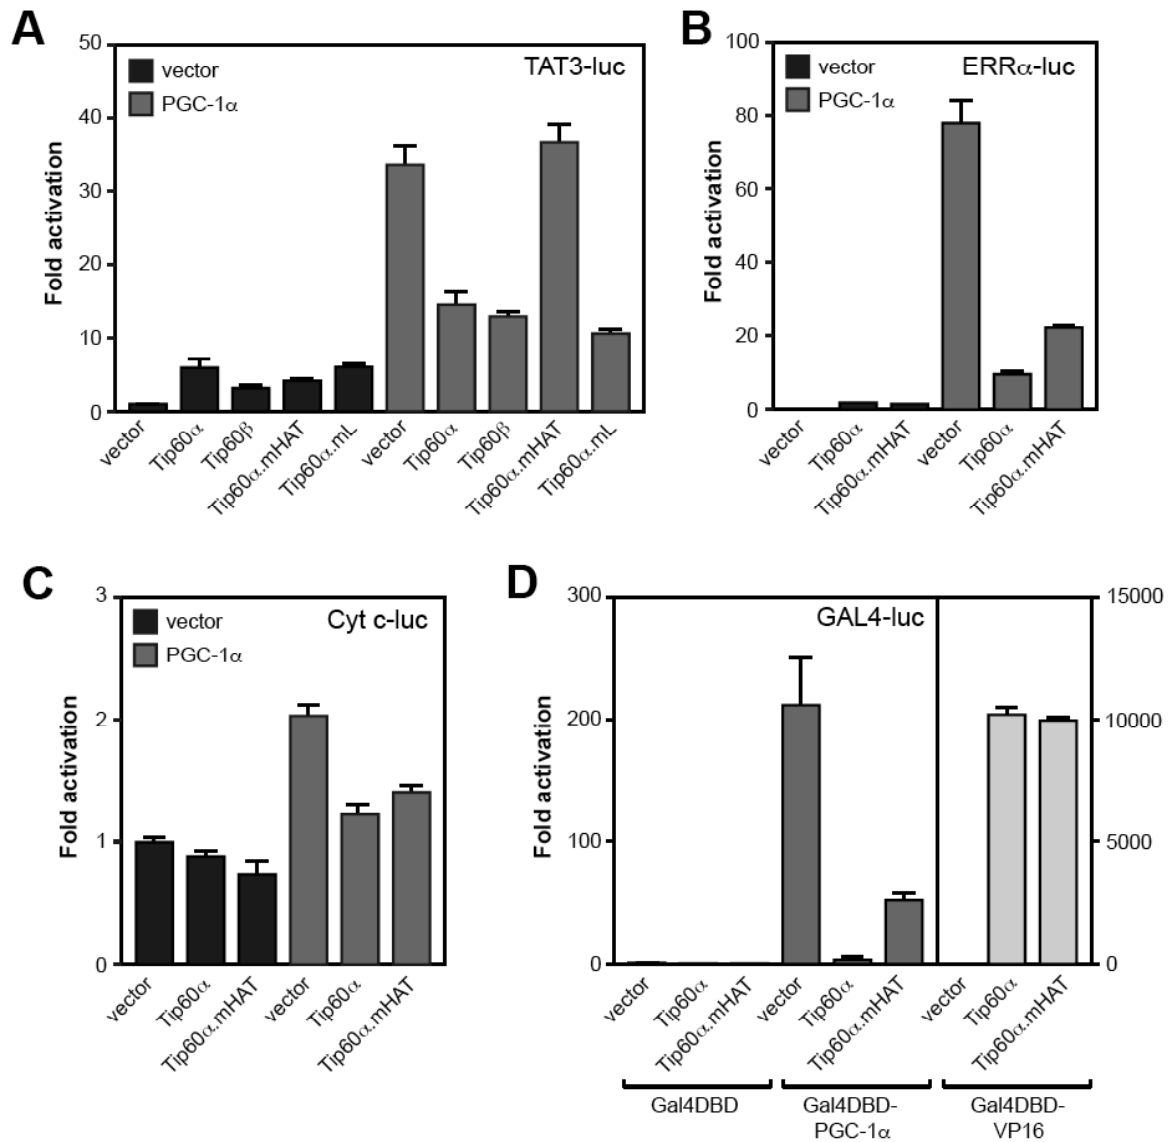 A
50
40
30
20
10
0
Fold activation
vector
PGC-1α
TAT3-luc
vector
Tip60α
Tip60β
Tip60α.mHAT
Tip60α.mL
vector
Tip60α
Tip60β
Tip60α.mHAT
Tip60α.mL
B
100
80
60
40
20
0
Fold activation
vector
PGC-1α
ERRα-luc
vector
Tip60α
Tip60α.mHAT
vector
Tip60α
Tip60α.mHAT
C
3
2
1
0
Fold activation
vector
PGC-1α
Cyt c-luc
vector
Tip60α
Tip60α.mHAT
vector
Tip60α
Tip60α.mHAT
D
300
200
100
0
Fold activation
GAL4-luc
15000
10000
5000
0
vector
Tip60α
Tip60α.mHAT
vector
Tip60α
Tip60α.mHAT
vector
Tip60α
Tip60α.mHAT
Gal4DBD
Gal4DBD-
PGC-1α
Gal4DBD-
VP16